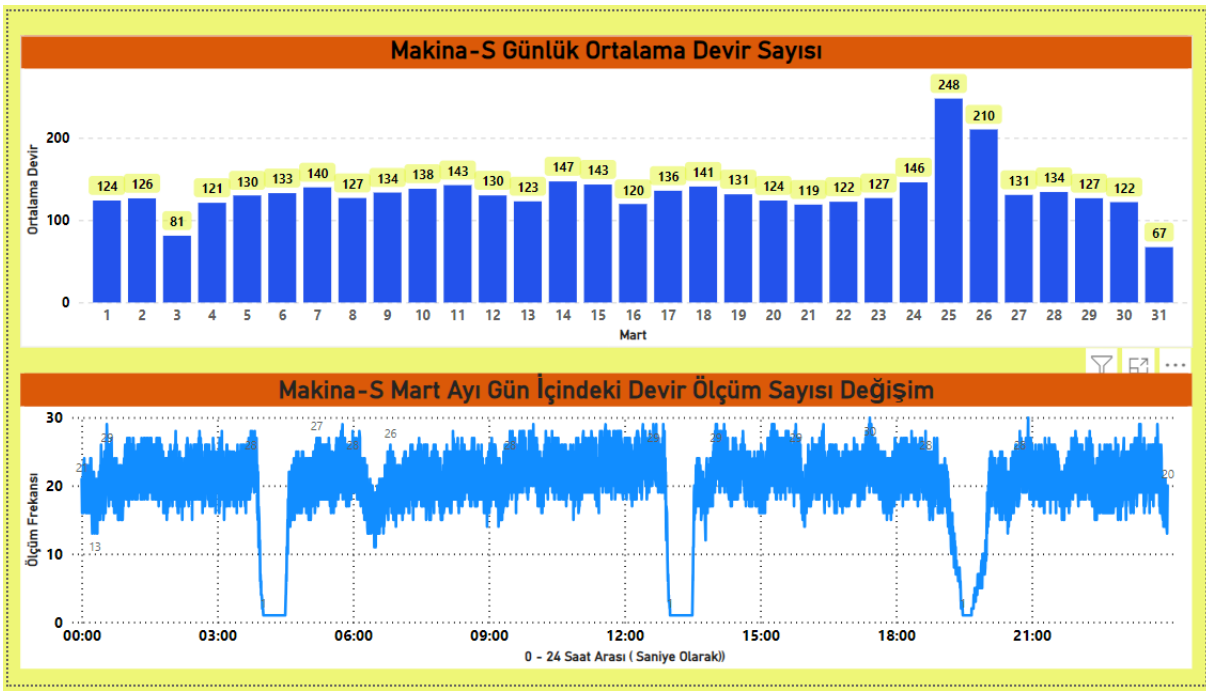 Makina-S Günlük Ortalama Devir Sayısı
Ortalama Devir
200
100
0
124 126 81 121 130 133 140 127 134 138 143 130 123 147 143 120 136 141 131 124 119 122 127 146 248 210 131 134 127 122 67
1 2 3 4 5 6 7 8 9 10 11 12 13 14 15 16 17 18 19 20 21 22 23 24 25 26 27 28 29 30 31
Mart
Makina-S Mart Ayı Gün İçindeki Devir Ölçüm Sayısı Değişim
Ölçüm Frekansı
30
20
10
0
29 27 26 29 20
13
00:00 03:00 06:00 09:00 12:00 15:00 18:00 21:00
0 - 24 Saat Arası ( Saniye Olarak))